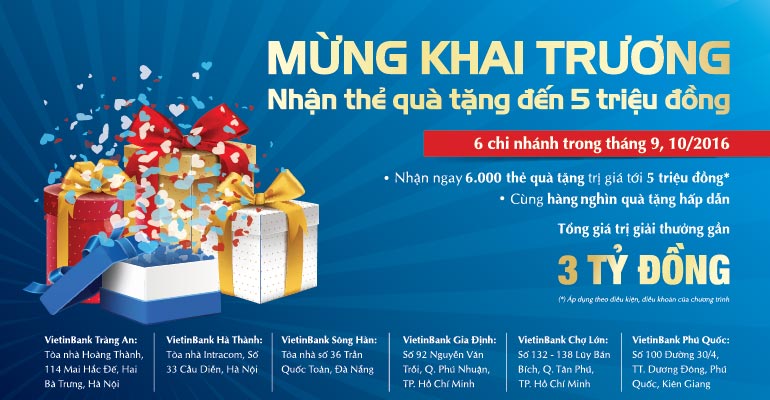 MỪNG KHAI TRƯƠNG
Nhận thẻ quà tặng đến 5 triệu đồng
6 chi nhánh trong tháng 9, 10/2016
• Nhận ngay 6.000 thẻ quà tặng trị giá tới 5 triệu đồng*
• Cùng hàng nghìn quà tặng hấp dẫn
Tổng giá trị giải thưởng gần
3 TỶ ĐỒNG
(*) Áp dụng theo điều kiện, điều khoản của chương trình
VietinBank Tràng An:
Tòa nhà Hoàng Thành,
114 Mai Hắc Đế, Hai
Bà Trưng, Hà Nội
VietinBank Hà Thành:
Tòa nhà Intracom, Số
33 Cầu Diễn, Hà Nội
VietinBank Sông Hàn:
Tòa nhà số 36 Trần
Quốc Toản, Đà Nẵng
VietinBank Gia Định:
Số 92 Nguyễn Văn
Trỗi, Q. Phú Nhuận,
TP. Hồ Chí Minh
VietinBank Chợ Lớn:
Số 132 - 138 Lũy Bán
Bích, Q. Tân Phú,
TP. Hồ Chí Minh
VietinBank Phú Quốc:
Số 100 Đường 30/4,
TT. Dương Đông, Phú
Quốc, Kiên Giang